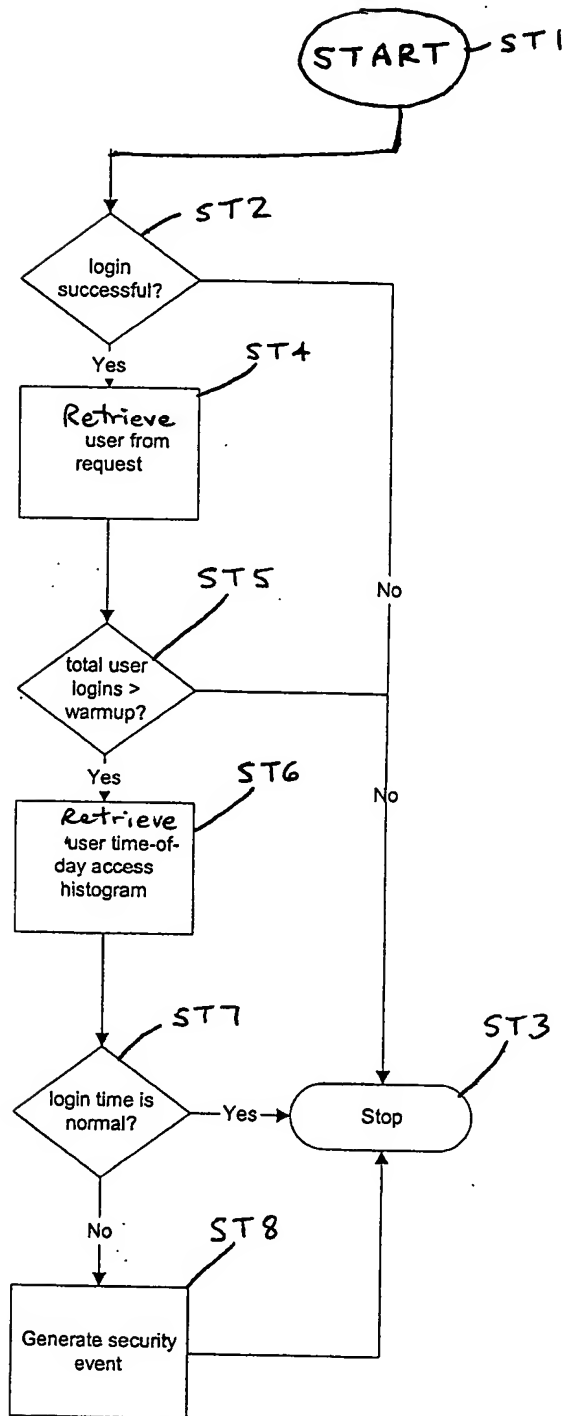 START
ST1
ST2
login
successful?
Yes
ST4
Retrieve
user from
request
No
ST5
total user
logins >
warmup?
Yes
No
ST6
Retrieve
user time-of-
day access
histogram
ST7
login time is
normal?
Yes
ST3
Stop
No
ST8
Generate security
event